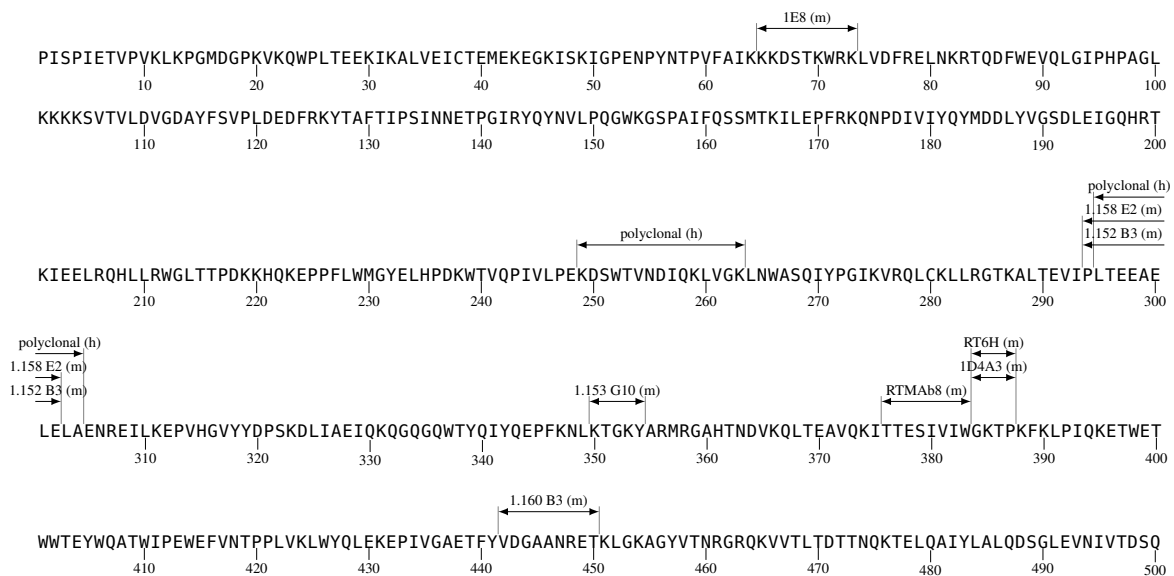 1E8 (m)
PISPIETVPVKLKPGMDGPKVKQWPLTEEKIKALVEICTEMEKEGKISKIGPENPYNTPVFAIKKKDSTKWRKLVDFRELNKRTQDFWEVQLGIPHPAGL
10 20 30 40 50 60 70 80 90 100
KKKKSVTVLDVGDAYFSVPLDEDFRKYTAFTIPSINNETPGIRYQYNVLPQGWKGSPAIFQSSMTKILEPFRKQNPDIVIYQYMDDLYVGSDLEIGQHRT
110 120 130 140 150 160 170 180 190 200
polyclonal (h)
1.158 E2 (m)
polyclonal (h) 1.152 B3 (m)
KIEELRQHLLRWGLTTPDKKHQKEPPFLWMGYELHPDKWTVQPIVLPEKDSWTVNDIQKLVGKLNWASQIYPGIKVRQLCKLLRGTKALTEVIPLTEEAE
210 220 230 240 250 260 270 280 290 300
polyclonal (h) RT6H (m)
1.158 E2 (m) 1D4A3 (m)
1.152 B3 (m) 1.153 G10 (m) RTMAb8 (m)
LELAENREILKEPVHGVYYDPSKDLIAEIQKQGQGQWTYQIYQEPFKNLKTGKYARMRGAHTNDVKQLTEAVQKITTESIVIWGKTPKFKLPIQKETWET
310 320 330 340 350 360 370 380 390 400
1.160 B3 (m)
WWTEYWQATWIPEWEFVNTPPLVKLWYQLEKEPIVGAETFYVDGAANRETKLGKAGYVTNRGRQKVVTLTDTTNQKTELQAIYLALQDSGLEVNIVTDSQ
410 420 430 440 450 460 470 480 490 500